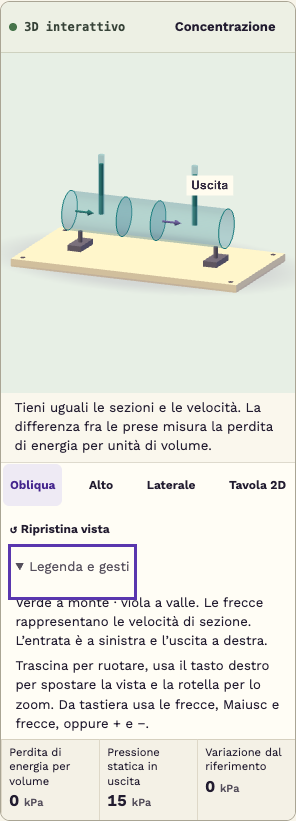 3D interattivo
Concentrazione
Uscita
Tieni uguali le sezioni e le velocità. La
differenza fra le prese misura la perdita
di energia per unità di volume.
Obliqua
Alto
Laterale
Tavola 2D
↺ Ripristina vista
▼ Legenda e gesti
Verde a monte · viola a valle. Le frecce
rappresentano le velocità di sezione.
L’entrata è a sinistra e l’uscita a destra.
Trascina per ruotare, usa il tasto destro
per spostare la vista e la rotella per lo
zoom. Da tastiera usa le frecce, Maiusc e
frecce, oppure + e −.
Perdita di
energia per
volume
0 kPa
Pressione
statica in
uscita
15 kPa
Variazione dal
riferimento
0 kPa